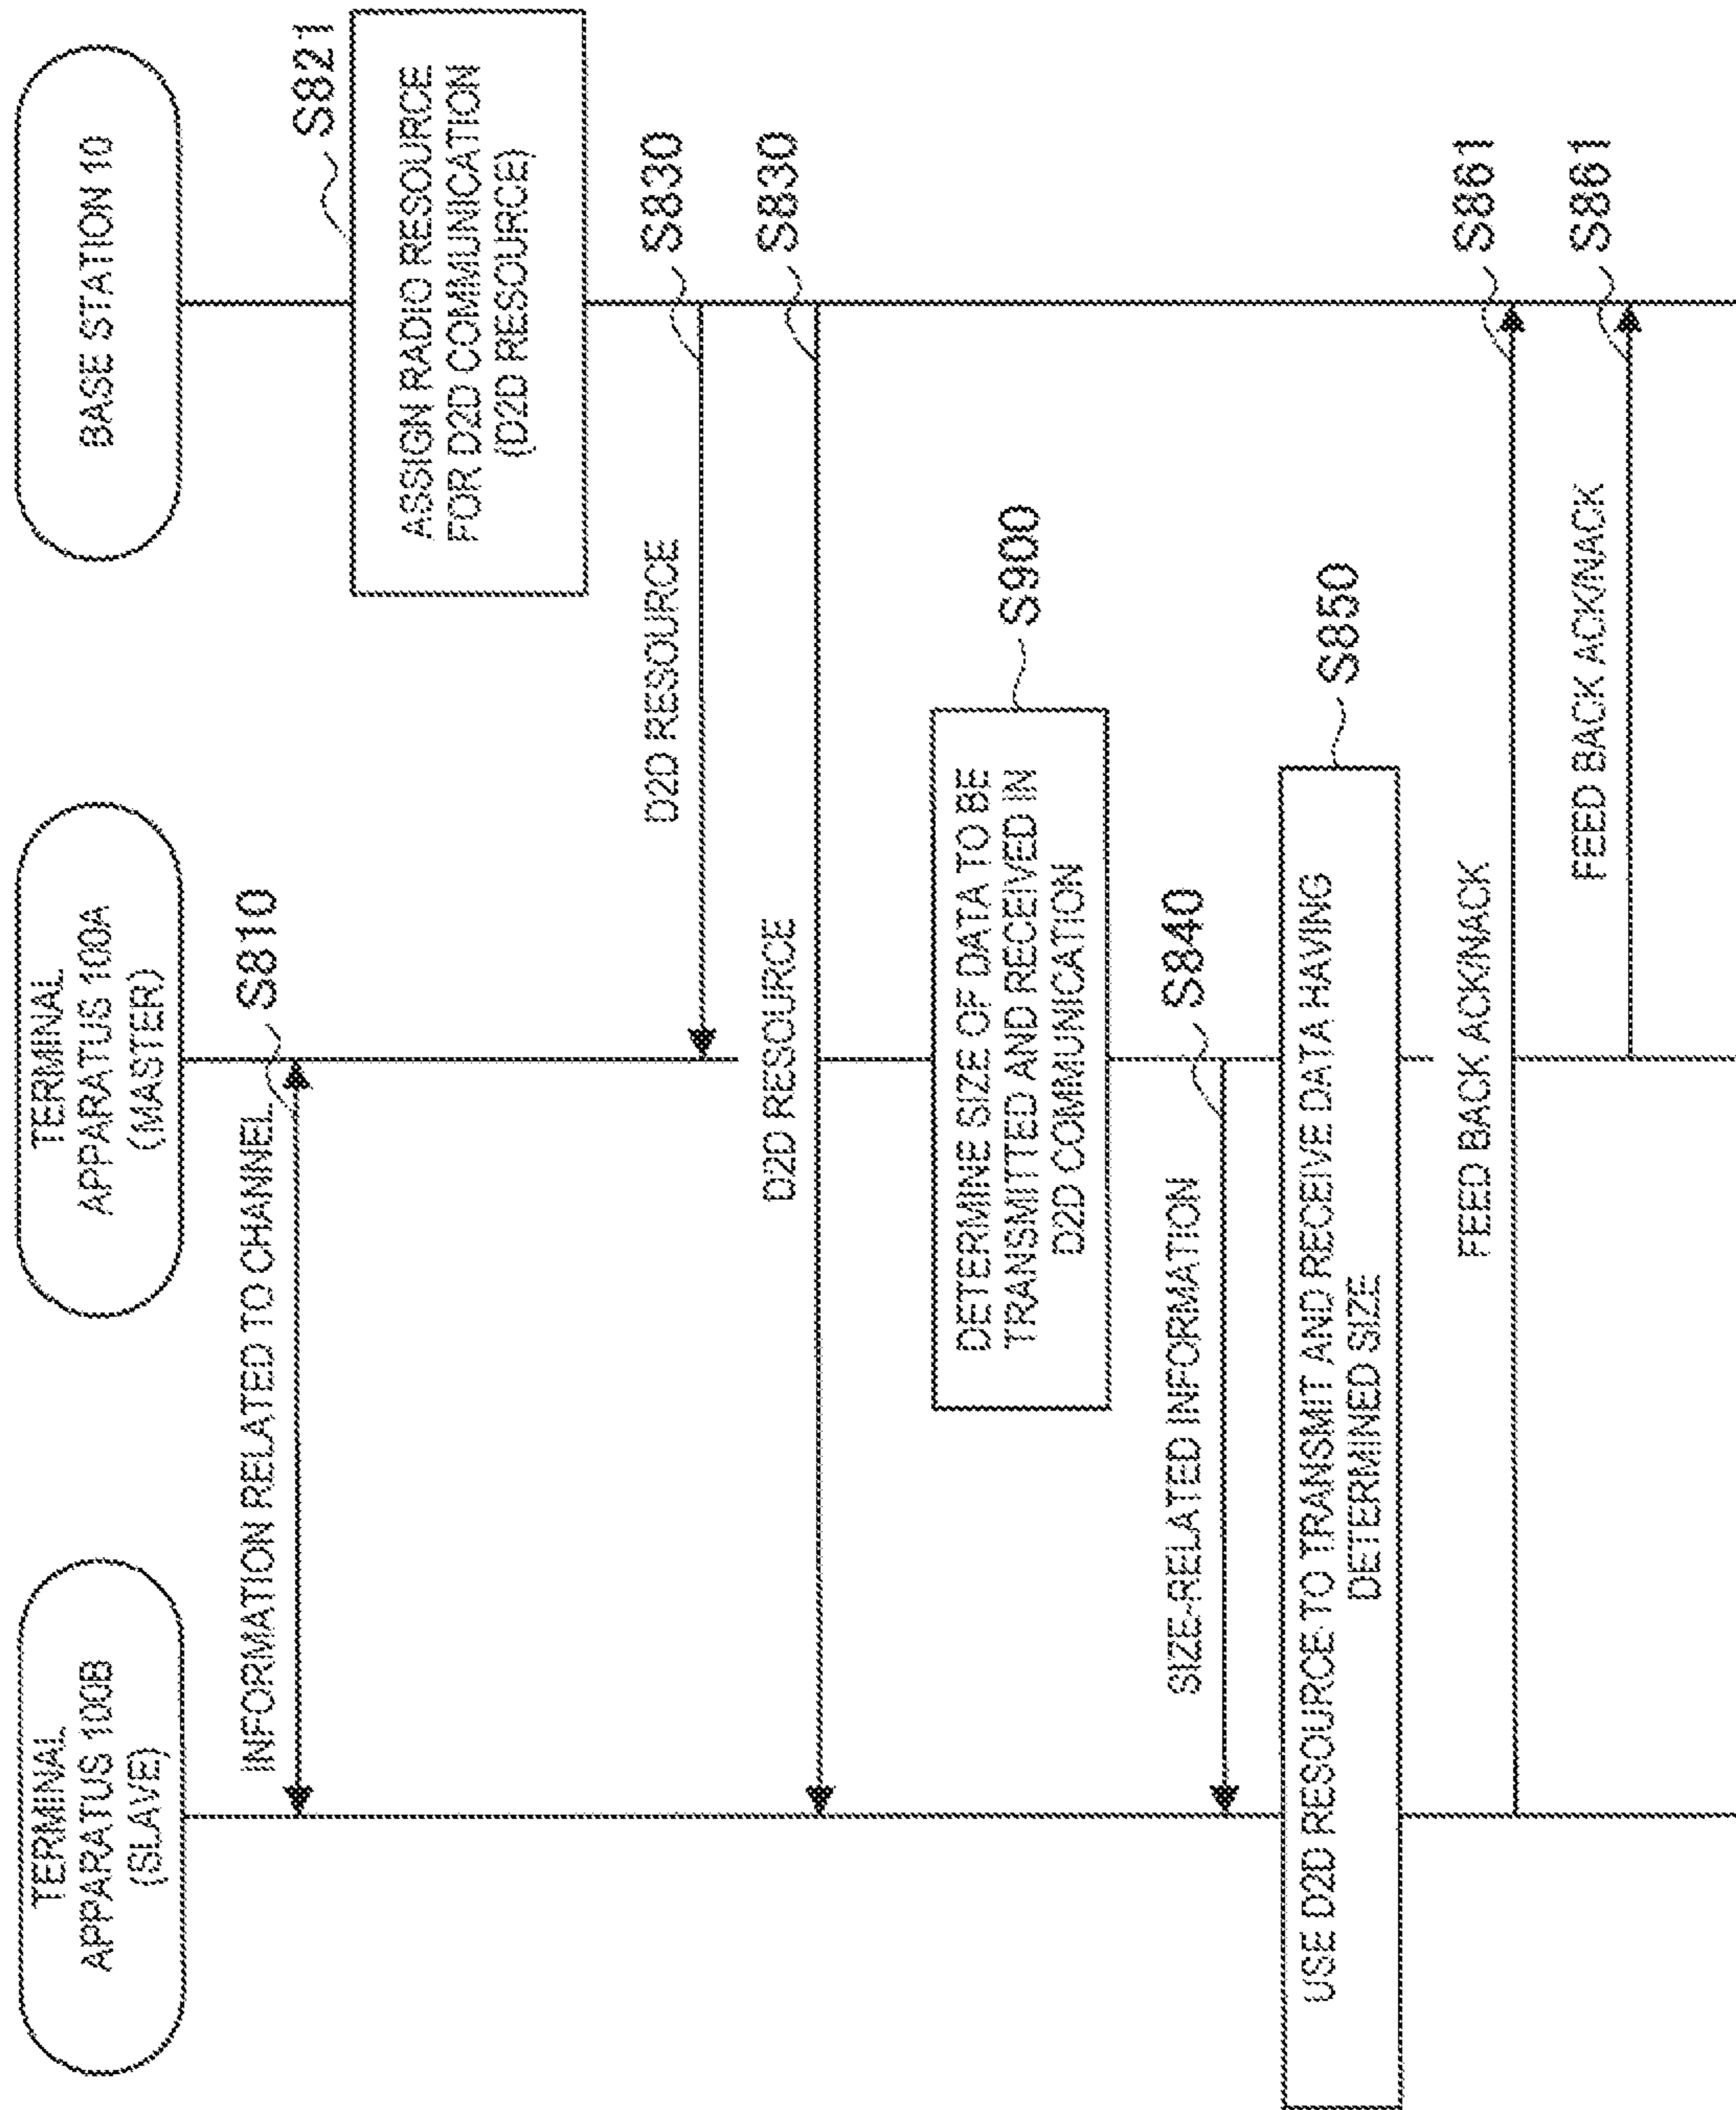 TERMINAL
APPARATUS 100B
(SLAVE)
TERMINAL
APPARATUS 100A
(MASTER)
BASE STATION 10
INFORMATION RELATED TO CHANNEL
S810
S821
ASSIGN RADIO RESOURCE
FOR D2D COMMUNICATION
(D2D RESOURCE)
D2D RESOURCE
S830
D2D RESOURCE
S830
DETERMINE SIZE OF DATA TO BE
TRANSMITTED AND RECEIVED IN
D2D COMMUNICATION
S900
SIZE-RELATED INFORMATION
S840
USE D2D RESOURCE TO TRANSMIT AND RECEIVE DATA HAVING
DETERMINED SIZE
S850
FEED BACK ACK/NACK
S861
FEED BACK ACK/NACK
S861